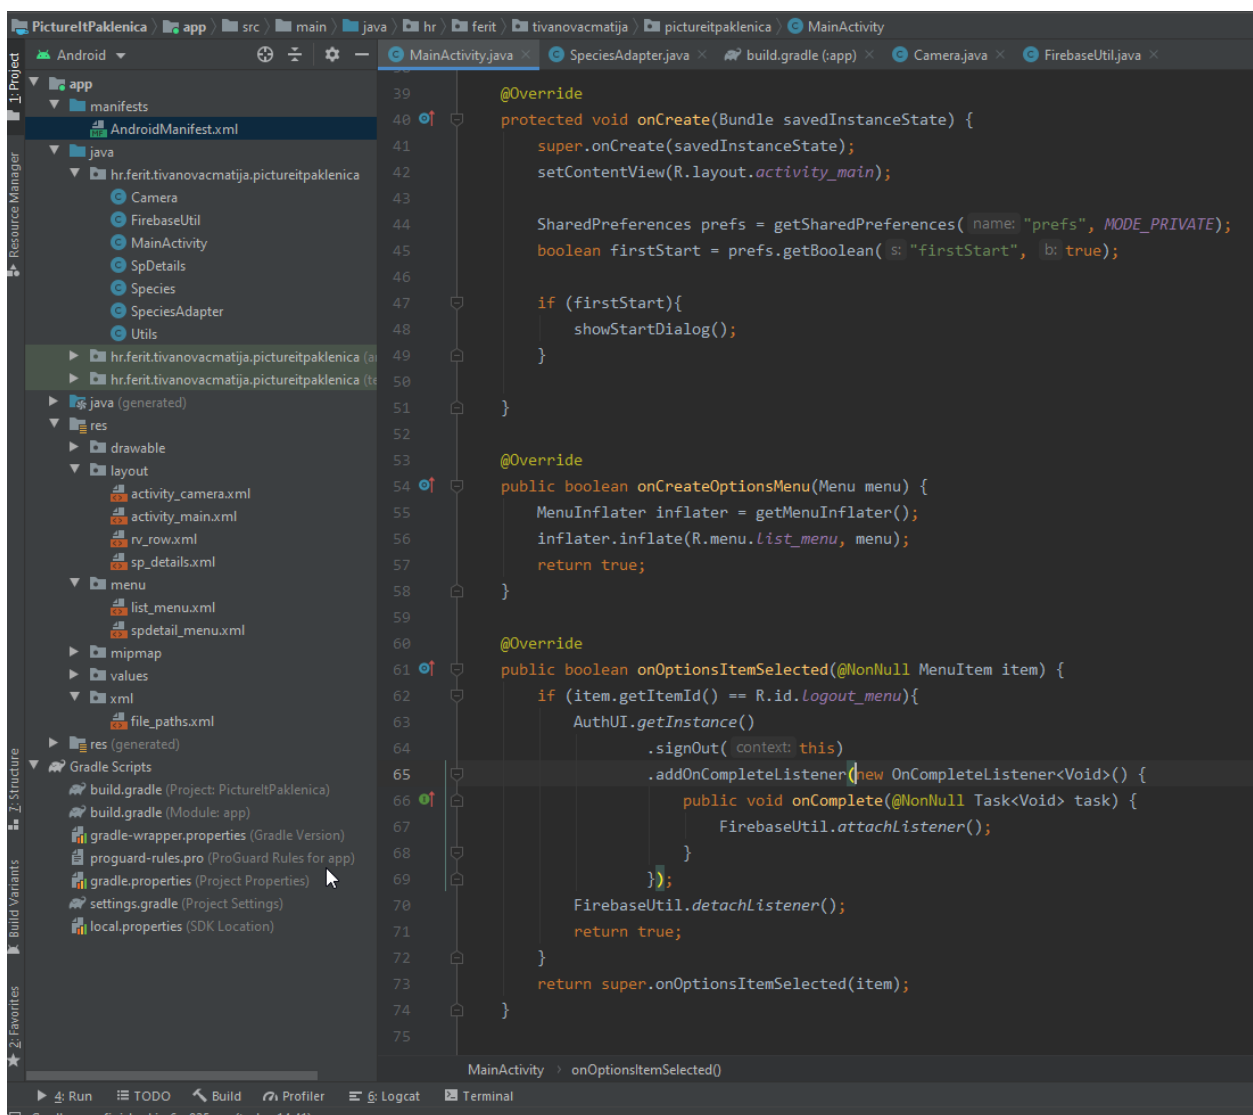 PictureItPaklenica app src main java hr ferit tivanovacmatija pictureitpaklenica MainActivity
Android
MainActivity.java SpeciesAdapter.java build.gradle (:app) Camera.java FirebaseUtil.java
1: Project
Resource Manager
7: Structure
Build Variants
2: Favorites
app
manifests
AndroidManifest.xml
java
hr.ferit.tivanovacmatija.pictureitpaklenica
Camera
FirebaseUtil
MainActivity
SpDetails
Species
SpeciesAdapter
Utils
hr.ferit.tivanovacmatija.pictureitpaklenica (a
hr.ferit.tivanovacmatija.pictureitpaklenica (te
java (generated)
res
drawable
layout
activity_camera.xml
activity_main.xml
rv_row.xml
sp_details.xml
menu
list_menu.xml
spdetail_menu.xml
mipmap
values
xml
file_paths.xml
res (generated)
Gradle Scripts
build.gradle (Project: PictureItPaklenica)
build.gradle (Module: app)
gradle-wrapper.properties (Gradle Version)
proguard-rules.pro (ProGuard Rules for app)
gradle.properties (Project Properties)
settings.gradle (Project Settings)
local.properties (SDK Location)
39 @Override
40 protected void onCreate(Bundle savedInstanceState) {
41 super.onCreate(savedInstanceState);
42 setContentView(R.layout.activity_main);
43
44 SharedPreferences prefs = getSharedPreferences( name: "prefs", MODE_PRIVATE);
45 boolean firstStart = prefs.getBoolean( s: "firstStart", b: true);
46
47 if (firstStart){
48 showStartDialog();
49 }
50
51 }
52
53 @Override
54 public boolean onCreateOptionsMenu(Menu menu) {
55 MenuInflater inflater = getMenuInflater();
56 inflater.inflate(R.menu.list_menu, menu);
57 return true;
58 }
59
60 @Override
61 public boolean onOptionsItemSelected(@NonNull MenuItem item) {
62 if (item.getItemId() == R.id.logout_menu){
63 AuthUI.getInstance()
64 .signOut( context: this)
65 .addOnCompleteListener(new OnCompleteListener<Void>() {
66 public void onComplete(@NonNull Task<Void> task) {
67 FirebaseUtil.attachListener();
68 }
69 });
70 FirebaseUtil.detachListener();
71 return true;
72 }
73 return super.onOptionsItemSelected(item);
74 }
75
MainActivity onOptionsItemSelected()
4: Run TODO Build Profiler 6: Logcat Terminal